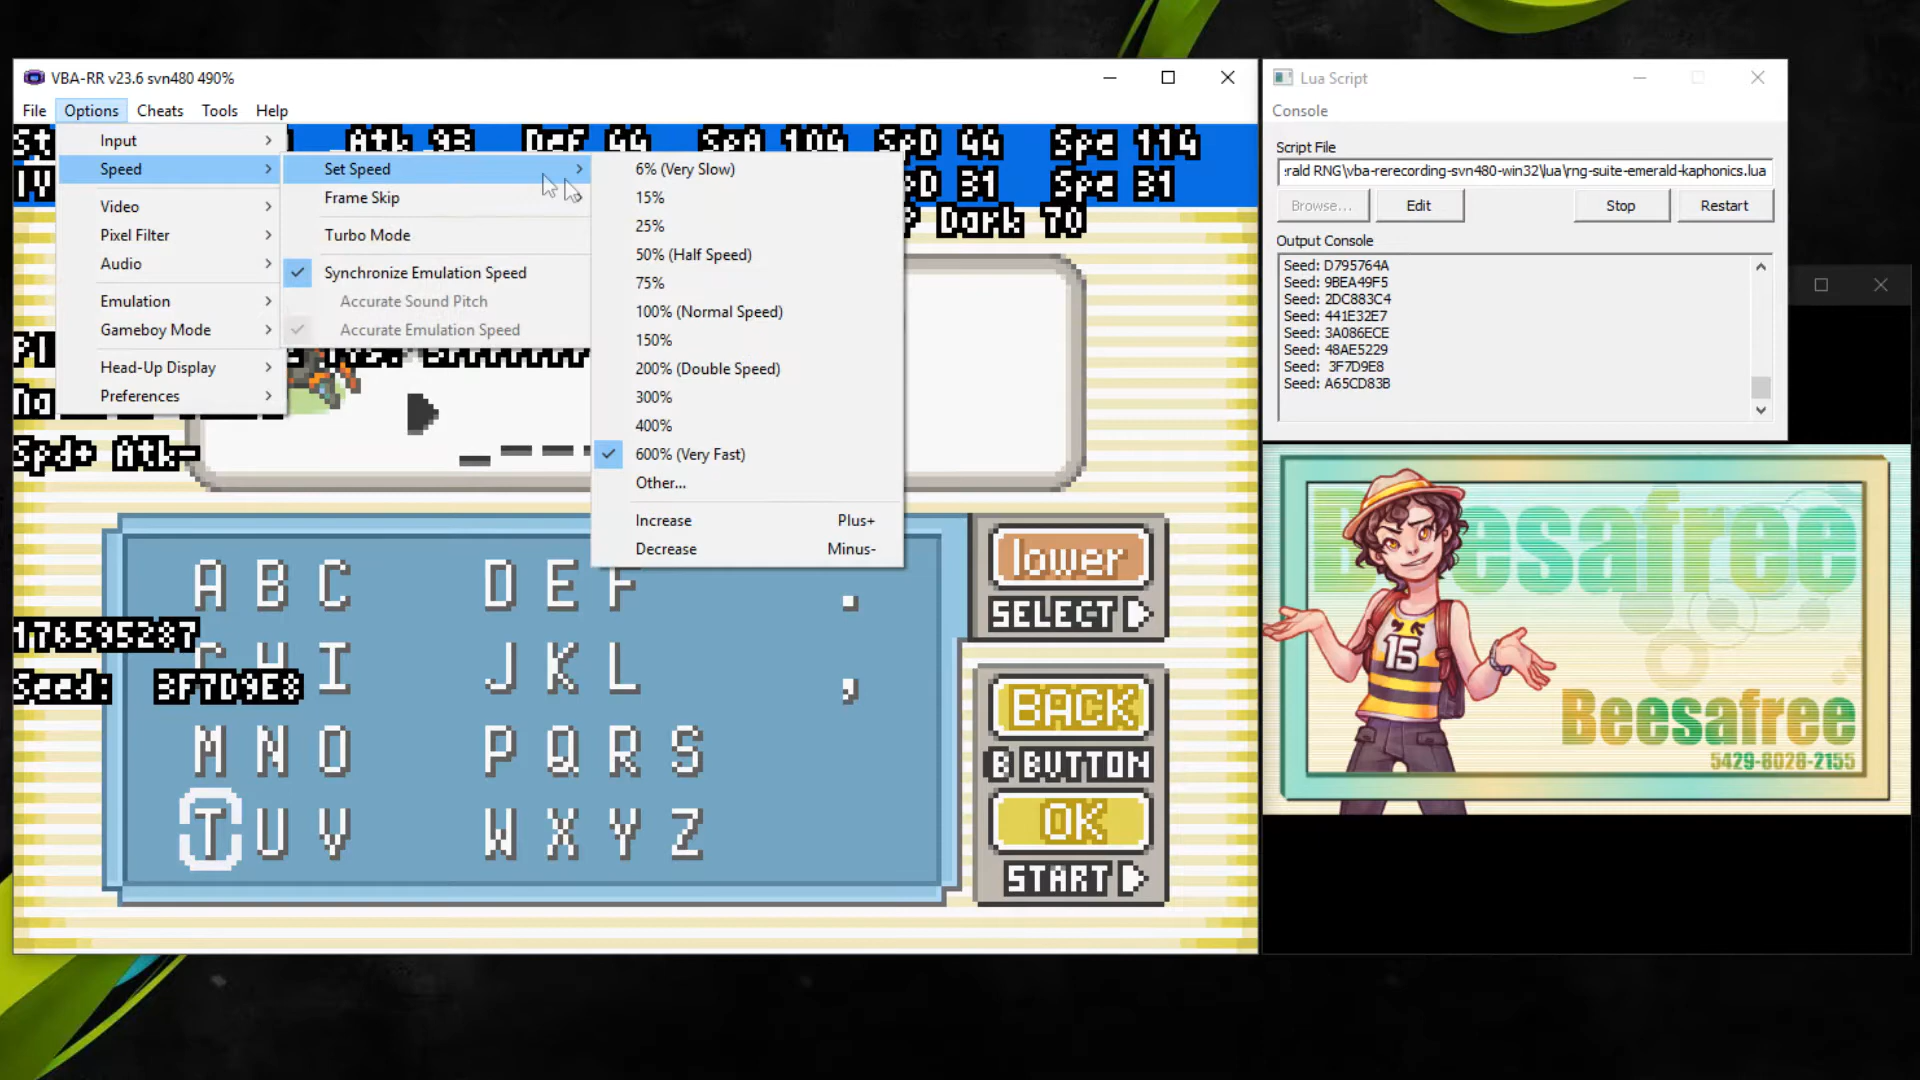 VBA-RR v23.6 svn480 490%
File Options Cheats Tools Help
St Atk 93 Def 44 SpA 104 SpD 44 Spe 114
IV pD 31 Spe 31
P Dark 70
Input
Speed
Video
Pixel Filter
Audio
Emulation
Gameboy Mode
Head-Up Display
Preferences
Set Speed
Frame Skip
Turbo Mode
Synchronize Emulation Speed
Accurate Sound Pitch
Accurate Emulation Speed
6% (Very Slow)
15%
25%
50% (Half Speed)
75%
100% (Normal Speed)
150%
200% (Double Speed)
300%
400%
600% (Very Fast)
Other...
Increase Plus+
Decrease Minus-
Spd+ Atk-
A B C D E F .
176595287
G H I J K L ,
Seed: 3F7D9E8
M N O P Q R S
T U V W X Y Z
lower
SELECT
BACK
B BUTTON
OK
START
Lua Script
Console
Script File
:rald RNG\vba-rerecording-svn480-win32\lua\rng-suite-emerald-kaphonics.lua
Browse... Edit Stop Restart
Output Console
Seed: D795764A
Seed: 9BEA49F5
Seed: 2DC883C4
Seed: 441E32E7
Seed: 3A086ECE
Seed: 48AE5229
Seed: 3F7D9E8
Seed: A65CD83B
Beesafree
15
Beesafree
5429-8028-2155